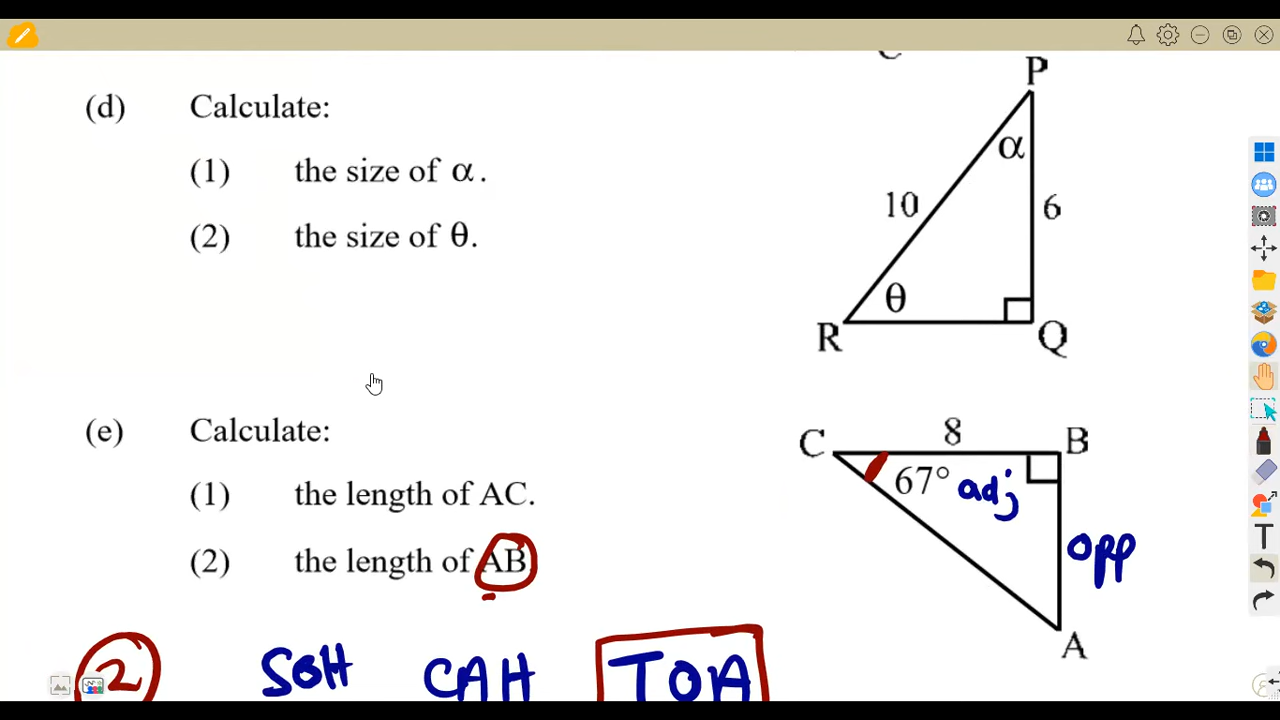 P
(d) Calculate:
(1) the size of α.
α
10
6
(2) the size of θ.
θ
R
Q
(e) Calculate:
8
C
B
67° adj
(1) the length of AC.
(2) the length of AB
opp
A
2 SOH CAH TOA
T